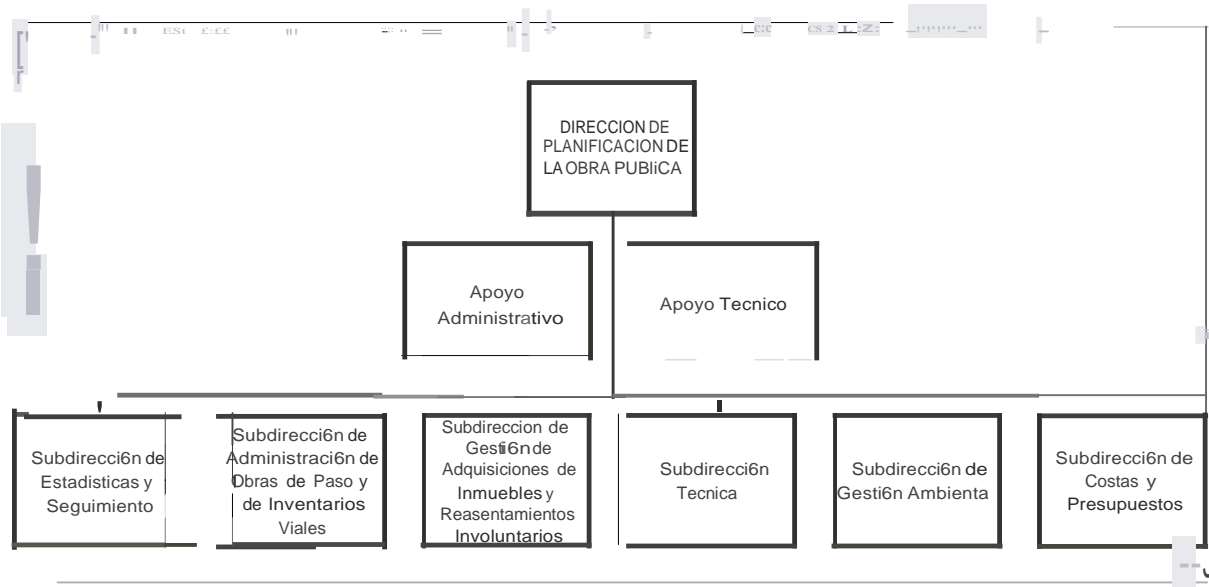 DIRECCION DE
PLANIFICACION DE
LA OBRA PUBliCA
Apoyo
Administrativo
Apoyo Tecnico
Subdirecci6n de
Estadisticas y
Seguimiento
Subdirecci6n de
Administraci6n de
Obras de Paso y
de Inventarios
Viales
Subdireccion de
Gesti6n de
Adquisiciones de
Inmuebles y
Reasentamientos
Involuntarios
Subdirecci6n
Tecnica
Subdirecci6n de
Gesti6n Ambienta
Subdirecci6n de
Costas y
Presupuestos